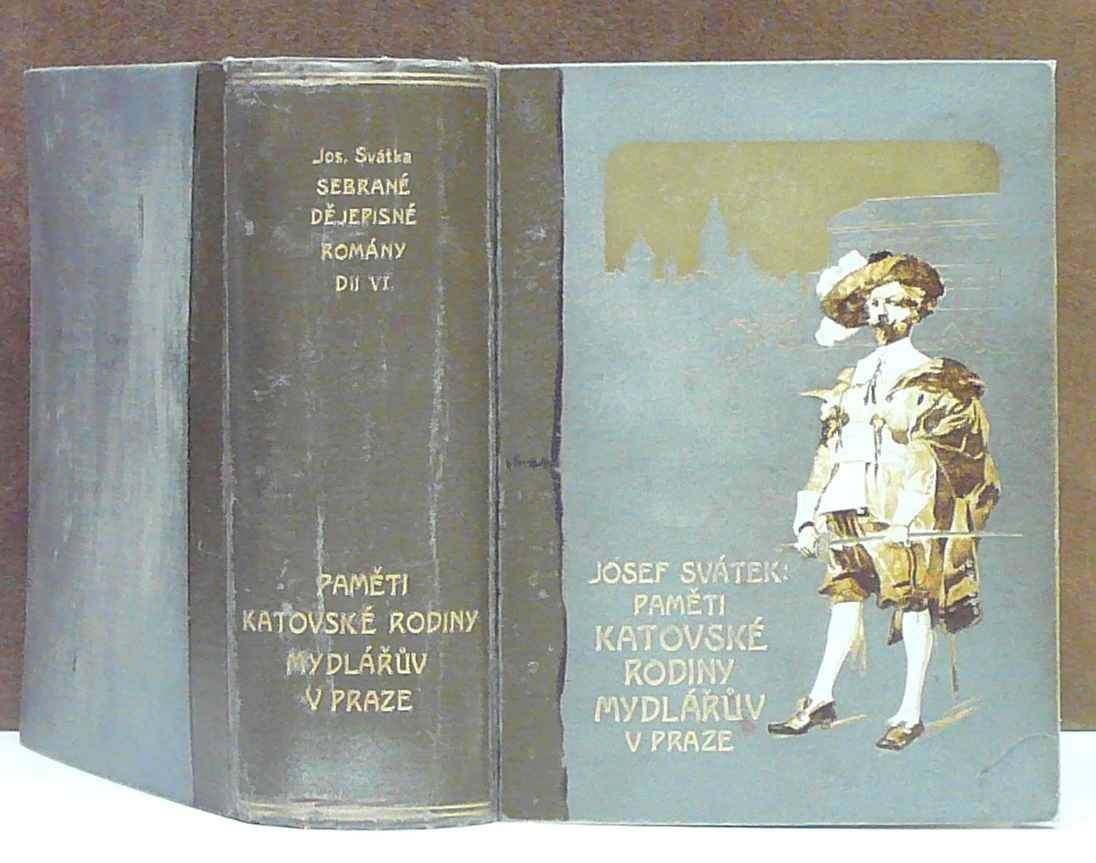 Jos. Svátka
SEBRANÉ
DĚJEPISNÉ
ROMÁNY
Díl VI.
PAMĚTI
KATOVSKÉ RODINY
MYDLÁŘŮV
V PRAZE
JOSEF SVÁTEK:
PAMĚTI
KATOVSKÉ
RODINY
MYDLÁŘŮV
V PRAZE